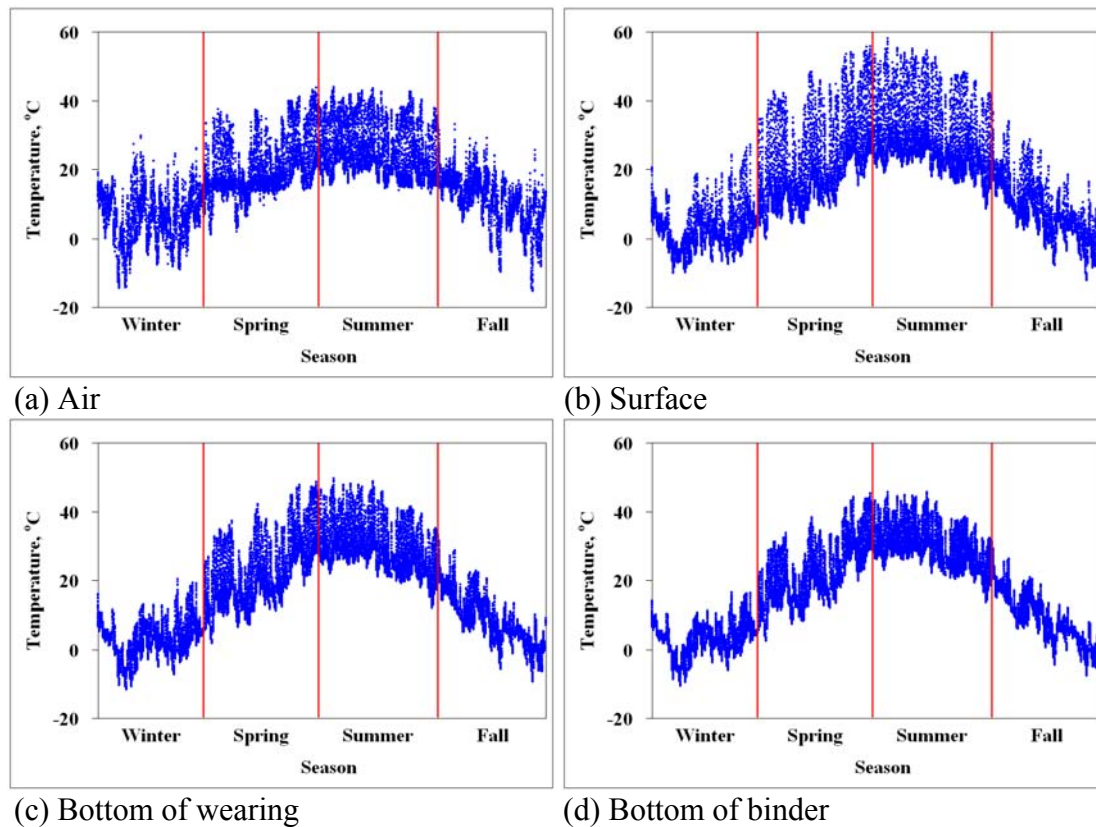 60
40
20
0
-20
Temperature, °C
Winter Spring Summer Fall
Season
(a) Air
60
40
20
0
-20
Temperature, °C
Winter Spring Summer Fall
Season
(b) Surface
60
40
20
0
-20
Temperature, °C
Winter Spring Summer Fall
Season
(c) Bottom of wearing
60
40
20
0
-20
Temperature, °C
Winter Spring Summer Fall
Season
(d) Bottom of binder